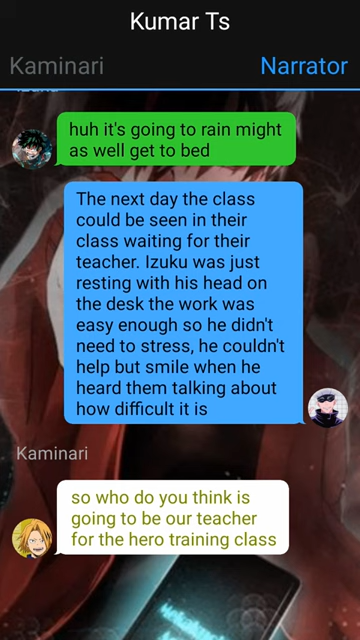 Kumar Ts
Kaminari
Narrator
huh it's going to rain might
as well get to bed
The next day the class
could be seen in their
class waiting for their
teacher. Izuku was just
resting with his head on
the desk the work was
easy enough so he didn't
need to stress, he couldn't
help but smile when he
heard them talking about
how difficult it is
Kaminari
so who do you think is
going to be our teacher
for the hero training class